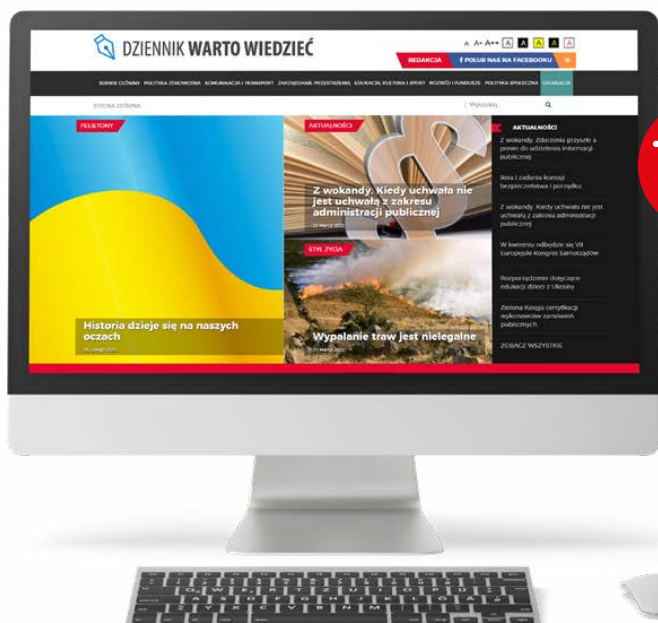 DZIENNIK WARTO WIEDZIEĆ
A A+ A++ A A A A A
REDAKCJA
f POLUB NAS NA FACEBOOKU
SERWIS GŁÓWNY POLITYKA ZDROWOTNA KOMUNIKACJA I TRANSPORT ZARZĄDZANIE PRZESTRZENIĄ EDUKACJA, KULTURA I SPORT ROZWÓJ I FUNDUSZE POLITYKA SPOŁECZNA
STRONA GŁÓWNA
Wyszukaj
FELIETONY
Historia dzieje się na naszych
oczach
AKTUALNOŚCI
Z wokandy. Kiedy uchwała nie
jest uchwałą z zakresu
administracji publicznej
STYL ŻYCIA
Wypalanie traw jest nielegalne
AKTUALNOŚCI
Z wokandy. Zdarzenia przyszłe a
prawo do udzielenia informacji
publicznej
Rola i zadania komisji
bezpieczeństwa i porządku
Z wokandy. Kiedy uchwała nie jest
uchwałą z zakresu administracji
publicznej
W kwietniu odbędzie się VII
Europejski Kongres Samorządów
Rozporządzenie dotyczące
edukacji dzieci z Ukrainy
Zielona Księga certyfikacji
wykonawców zamówień
publicznych
ZOBACZ WSZYSTKIE
Q W E R T Z U I O P Ü
A S D F G H J K L Ö Ä
Y X C V B N M